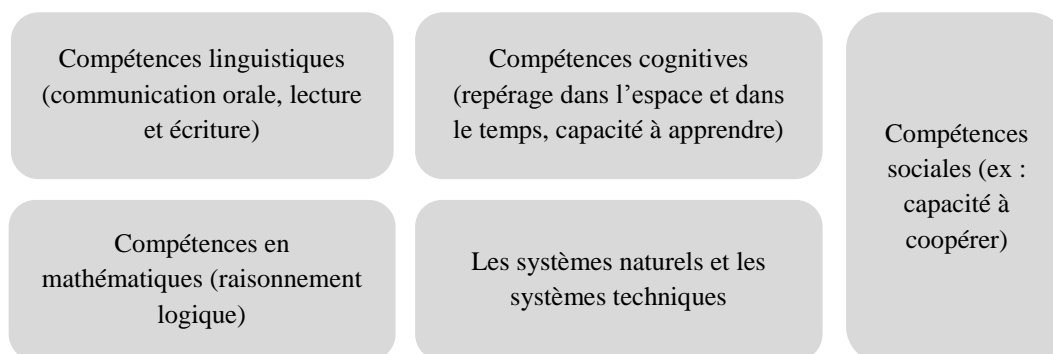 Compétences linguistiques
(communication orale, lecture
et écriture)
Compétences cognitives
(repérage dans l’espace et dans
le temps, capacité à apprendre)
Compétences
sociales (ex :
capacité à
coopérer)
Compétences en
mathématiques (raisonnement
logique)
Les systèmes naturels et les
systèmes techniques